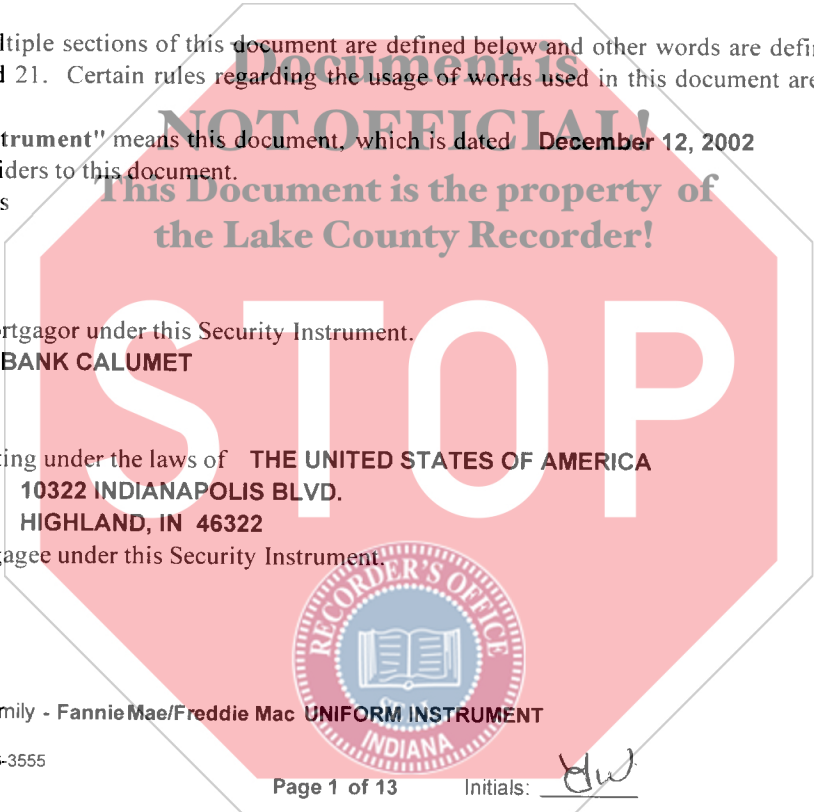 ltiple sections of this document are defined below and other words are defi
d 21. Certain rules regarding the usage of words used in this document are
Document is
NOT OFFICIAL!
This Document is the property of
the Lake County Recorder!
STOP
trument" means this document, which is dated December 12, 2002
iders to this document.
s
rtgagor under this Security Instrument.
BANK CALUMET
ting under the laws of THE UNITED STATES OF AMERICA
10322 INDIANAPOLIS BLVD.
HIGHLAND, IN 46322
gagee under this Security Instrument.
RECORDER'S OFFICE
INDIANA
mily - Fannie Mae/Freddie Mac UNIFORM INSTRUMENT
-3555
Page 1 of 13 Initials: